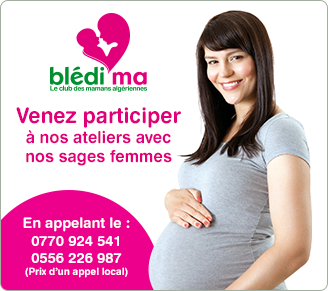 blédi ma
Le club des mamans algériennes
Venez participer
à nos ateliers avec
nos sages femmes
En appelant le :
0770 924 541
0556 226 987
(Prix d'un appel local)